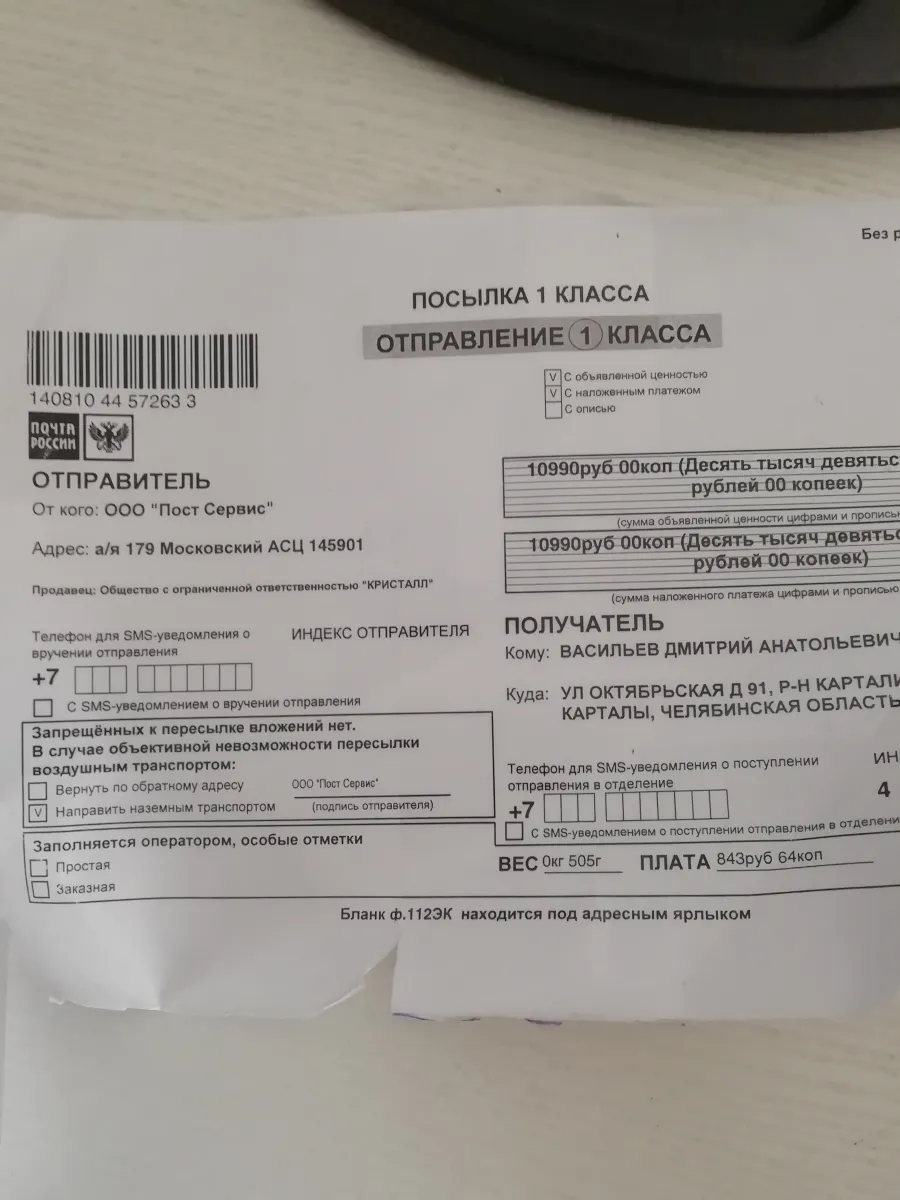 Без р
ПОСЫЛКА 1 КЛАССА
ОТПРАВЛЕНИЕ 1 КЛАССА
V С объявленной ценностью
V С наложенным платежом
С описью
140810 44 57263 3
ПОЧТА
РОССИИ
ОТПРАВИТЕЛЬ
От кого: ООО "Пост Сервис"
Адрес: а/я 179 Московский АСЦ 145901
Продавец: Общество с ограниченной ответственностью "КРИСТАЛЛ"
Телефон для SMS-уведомления о
вручении отправления
ИНДЕКС ОТПРАВИТЕЛЯ
+7
С SMS-уведомлением о вручении отправления
Запрещённых к пересылке вложений нет.
В случае объективной невозможности пересылки
воздушным транспортом:
Вернуть по обратному адресу
ООО "Пост Сервис"
V Направить наземным транспортом
(подпись отправителя)
Заполняется оператором, особые отметки
Простая
Заказная
10990руб 00коп (Десять тысяч девятьс
рублей 00 копеек)
(сумма объявленной ценности цифрами и прописью
10990руб 00коп (Десять тысяч девятьс
рублей 00 копеек)
(сумма наложенного платежа цифрами и прописью
ПОЛУЧАТЕЛЬ
Кому: ВАСИЛЬЕВ ДМИТРИЙ АНАТОЛЬЕВИЧ
Куда: УЛ ОКТЯБРЬСКАЯ Д 91, Р-Н КАРТАЛИ
КАРТАЛЫ, ЧЕЛЯБИНСКАЯ ОБЛАСТЬ
Телефон для SMS-уведомления о поступлении
отправления в отделение
ИН
4
+7
С SMS-уведомлением о поступлении отправления в отделени
ВЕС 0кг 505г ПЛАТА 843руб 64коп
Бланк ф.112ЭК находится под адресным ярлыком